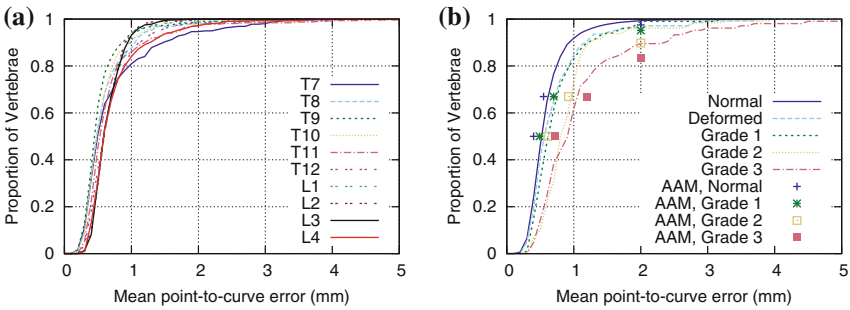 (a)
Proportion of Vertebrae
1
0.8
0.6
0.4
0.2
0
T7
T8
T9
T10
T11
T12
L1
L2
L3
L4
0 1 2 3 4 5
Mean point-to-curve error (mm)
(b)
Proportion of Vertebrae
1
0.8
0.6
0.4
0.2
0
Normal
Deformed
Grade 1
Grade 2
Grade 3
AAM, Normal
AAM, Grade 1
AAM, Grade 2
AAM, Grade 3
0 1 2 3 4 5
Mean point-to-curve error (mm)